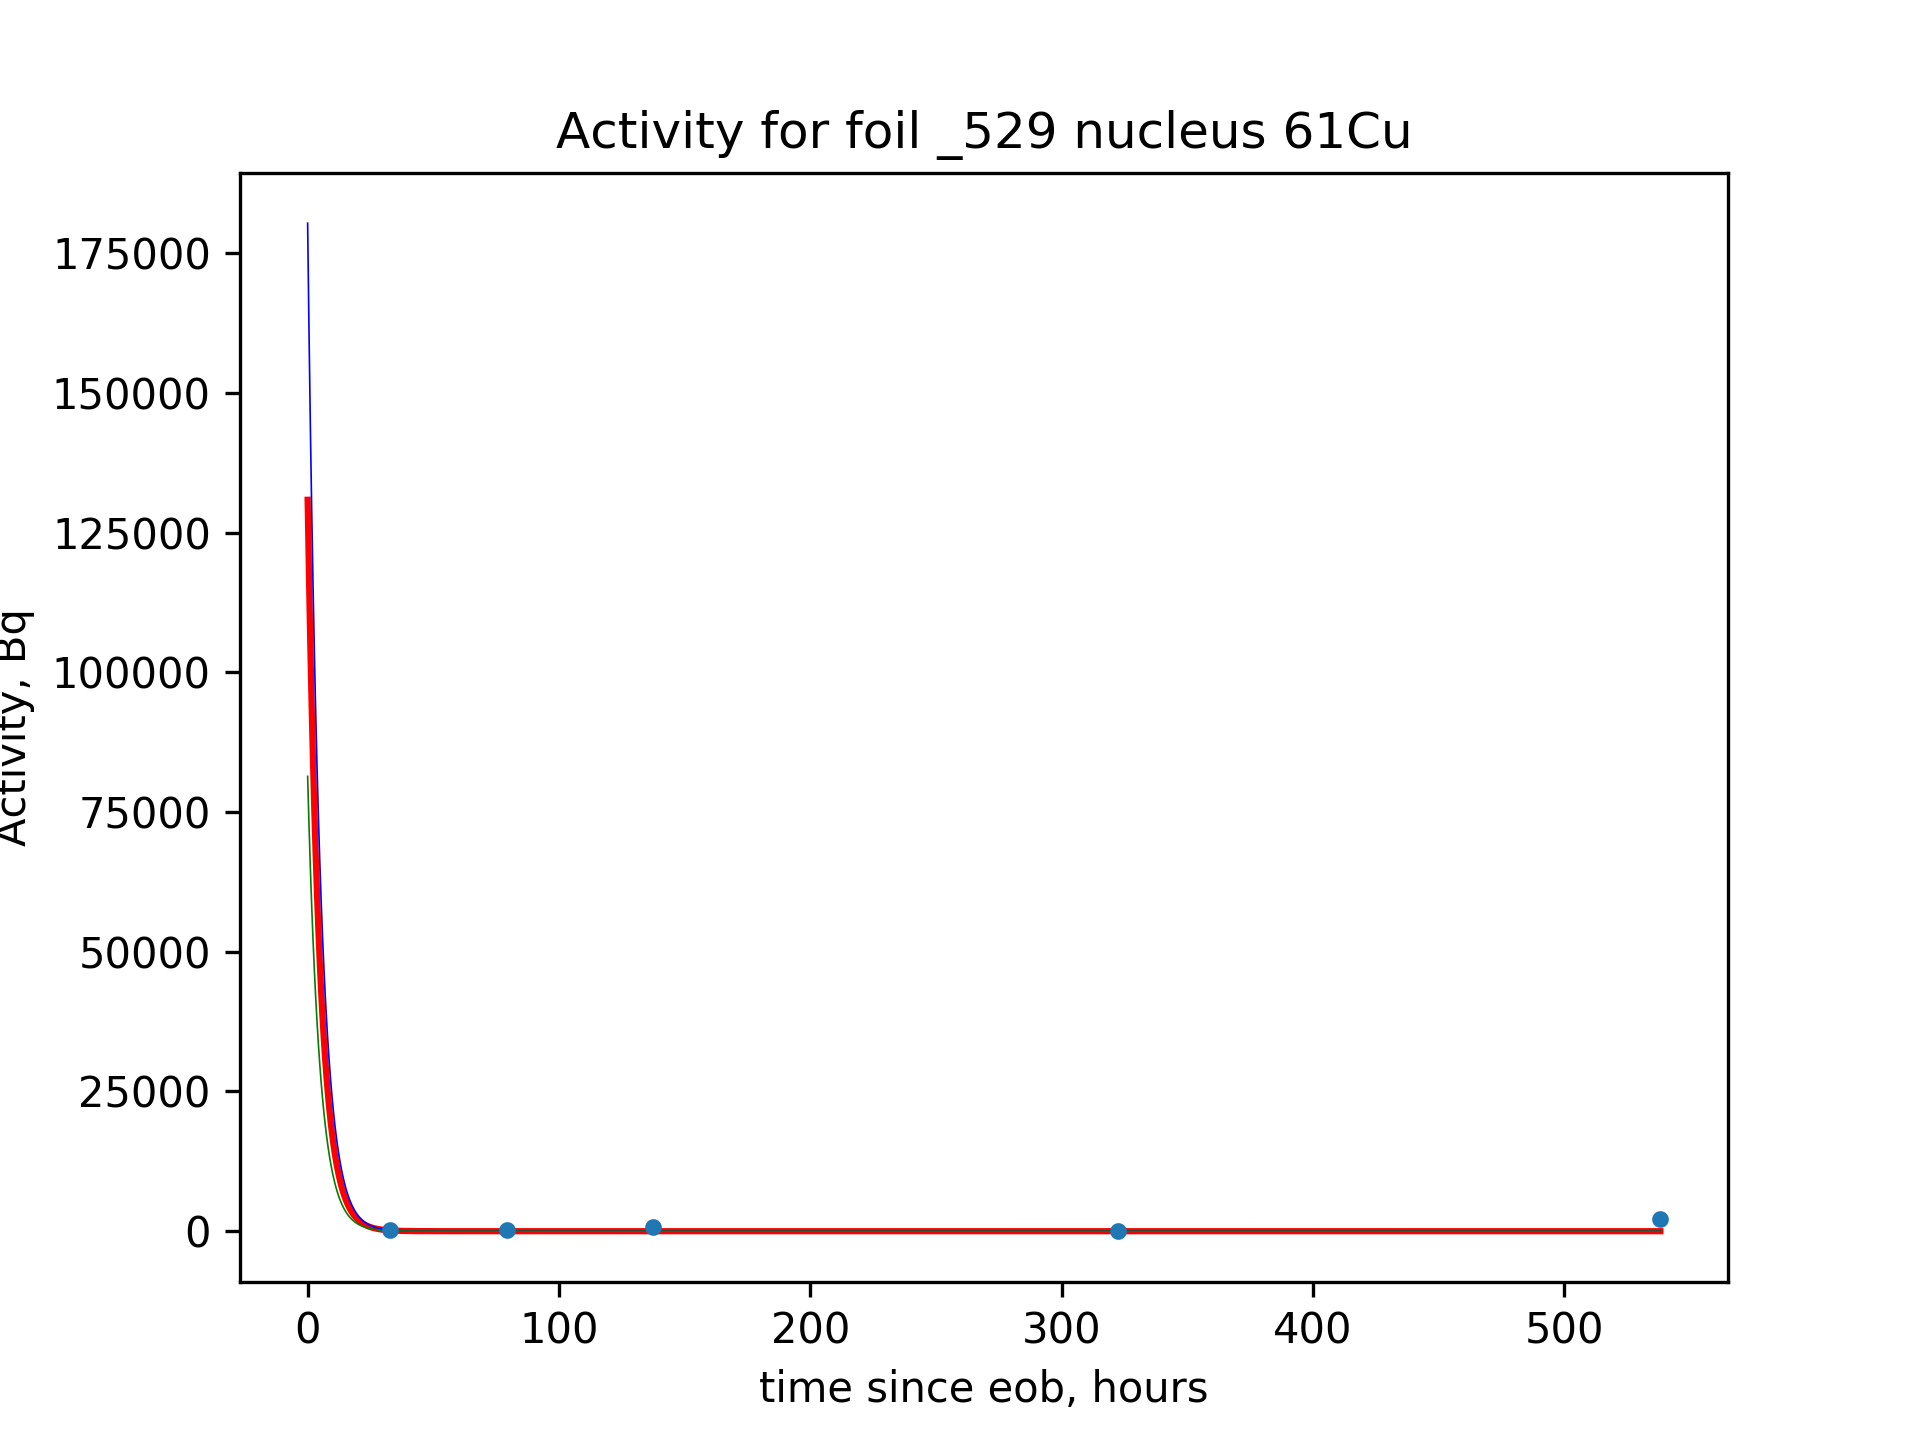 Activity for foil _529 nucleus 61Cu
175000
150000
125000
100000
75000
50000
25000
0
Activity, Bq
0 100 200 300 400 500
time since eob, hours